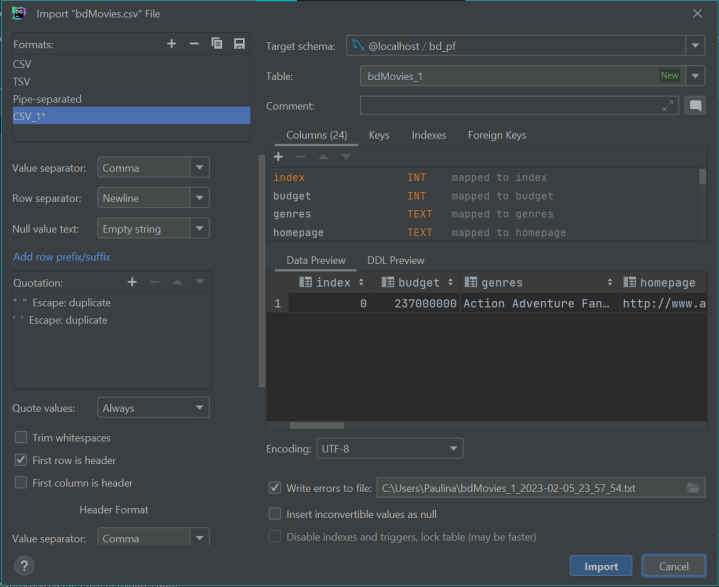 Import "bdMovies.csv" File
Formats:
CSV
TSV
Pipe-separated
CSV_1*
Value separator: Comma
Row separator: Newline
Null value text: Empty string
Add row prefix/suffix
Quotation:
" " Escape: duplicate
' ' Escape: duplicate
Quote values: Always
Trim whitespaces
First row is header
First column is header
Header Format
Value separator: Comma
?
Target schema: @localhost / bd_pf
Table: bdMovies_1 New
Comment:
Columns (24) Keys Indexes Foreign Keys
index INT mapped to index
budget INT mapped to budget
genres TEXT mapped to genres
homepage TEXT mapped to homepage
Data Preview DDL Preview
index budget genres homepage
1 0 237000000 Action Adventure Fan… http://www.a
Encoding: UTF-8
Write errors to file: C:\Users\Paulina\bdMovies_1_2023-02-05_23_57_54.txt
Insert inconvertible values as null
Disable indexes and triggers, lock table (may be faster)
Import Cancel